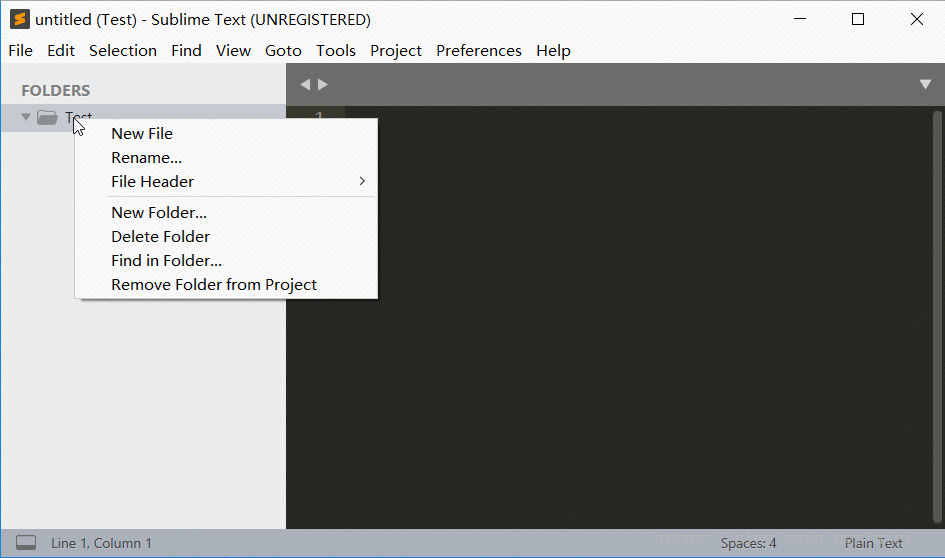 untitled (Test) - Sublime Text (UNREGISTERED)
File Edit Selection Find View Goto Tools Project Preferences Help
FOLDERS
Test
1
New File
Rename...
File Header
New Folder...
Delete Folder
Find in Folder...
Remove Folder from Project
Line 1, Column 1
Spaces: 4
Plain Text